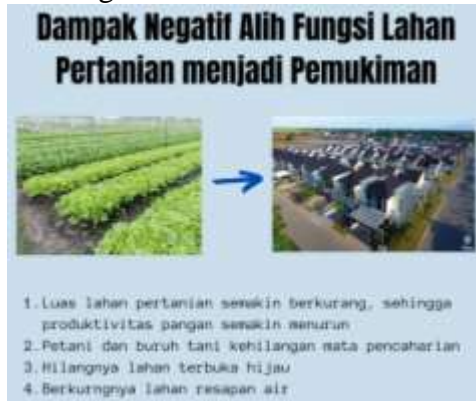 Dampak Negatif Alih Fungsi Lahan
Pertanian menjadi Pemukiman
1. Luas lahan pertanian semakin berkurang, sehingga
produktivitas pangan semakin menurun
2. Petani dan buruh tani kehilangan mata pencaharian
3. Hilangnya lahan terbuka hijau
4. Berkurngnya lahan resapan air